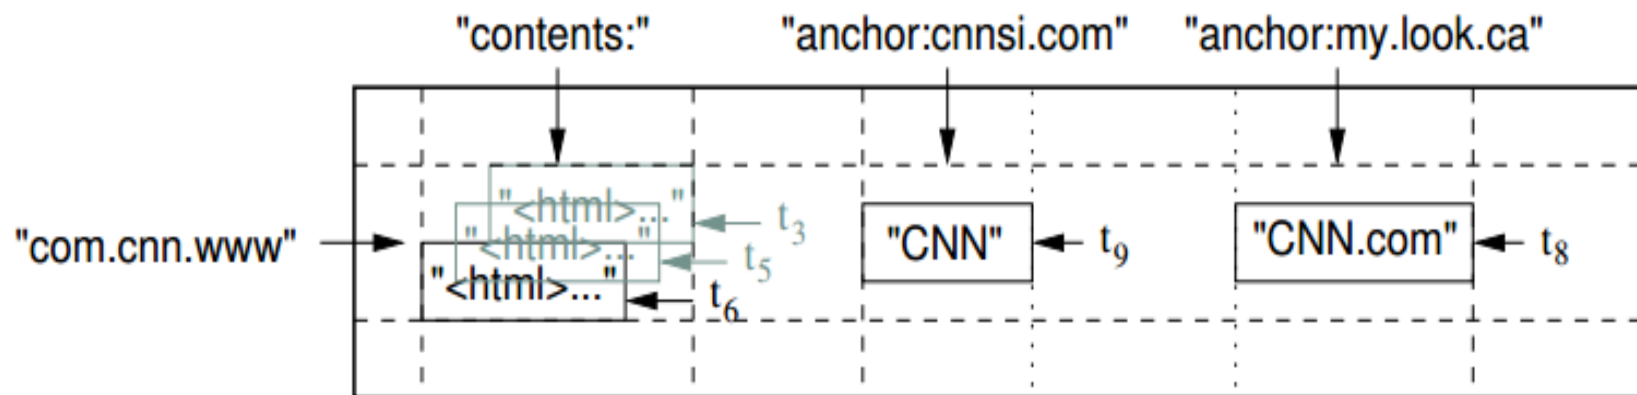 "contents:" "anchor:cnnsi.com" "anchor:my.look.ca"
"<html>..." t3
"com.cnn.www" "<html>..." t5 "CNN" t9 "CNN.com" t8
"<html>..." t6